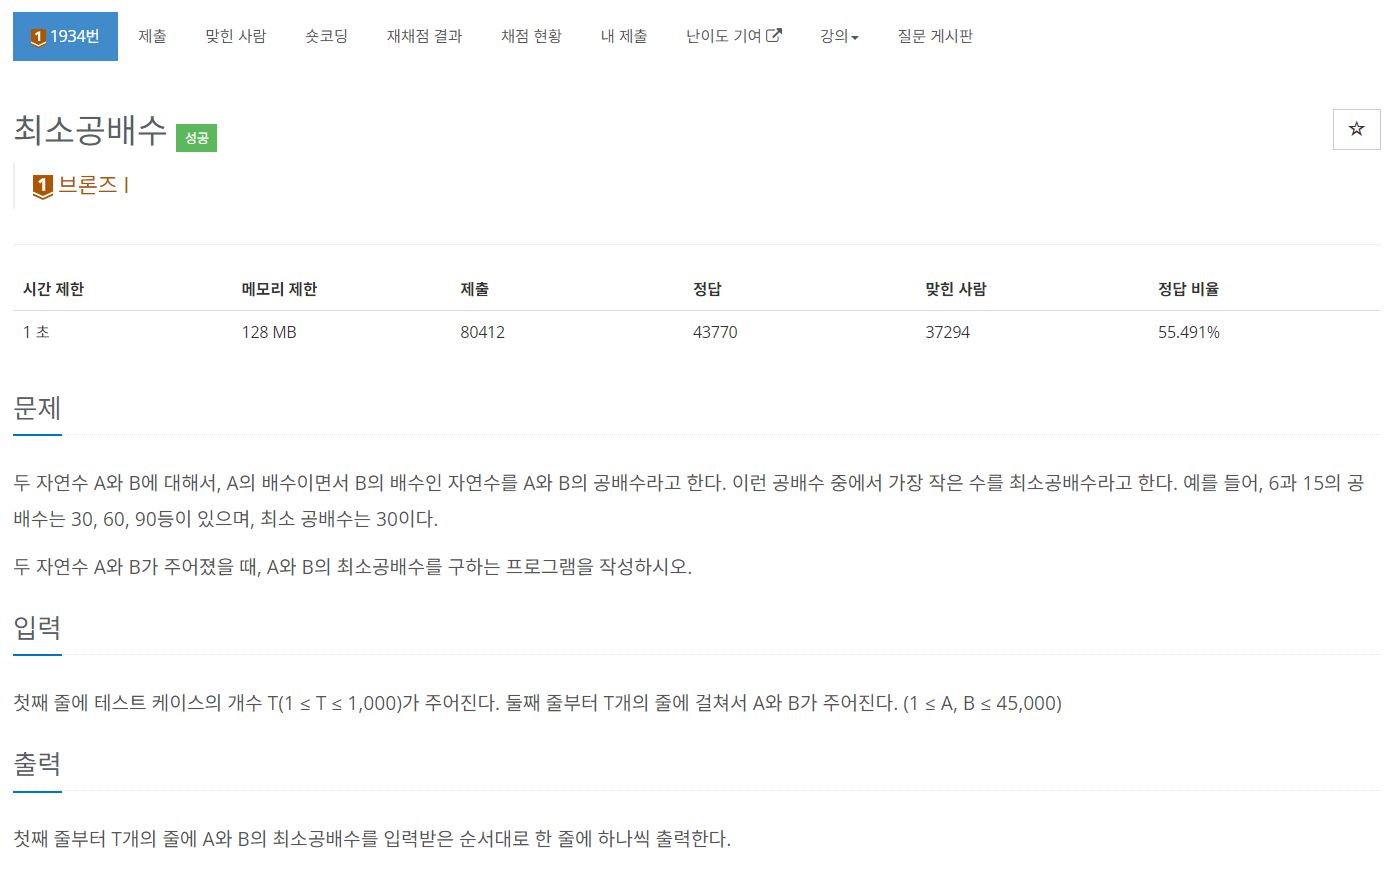 1 1934번 제출 맞힌 사람 숏코딩 재채점 결과 채점 현황 내 제출 난이도 기여 강의 질문 게시판
최소공배수 성공
1 브론즈 I
시간 제한 메모리 제한 제출 정답 맞힌 사람 정답 비율
1 초 128 MB 80412 43770 37294 55.491%
문제
두 자연수 A와 B에 대해서, A의 배수이면서 B의 배수인 자연수를 A와 B의 공배수라고 한다. 이런 공배수 중에서 가장 작은 수를 최소공배수라고 한다. 예를 들어, 6과 15의 공
배수는 30, 60, 90등이 있으며, 최소 공배수는 30이다.
두 자연수 A와 B가 주어졌을 때, A와 B의 최소공배수를 구하는 프로그램을 작성하시오.
입력
첫째 줄에 테스트 케이스의 개수 T(1 ≤ T ≤ 1,000)가 주어진다. 둘째 줄부터 T개의 줄에 걸쳐서 A와 B가 주어진다. (1 ≤ A, B ≤ 45,000)
출력
첫째 줄부터 T개의 줄에 A와 B의 최소공배수를 입력받은 순서대로 한 줄에 하나씩 출력한다.